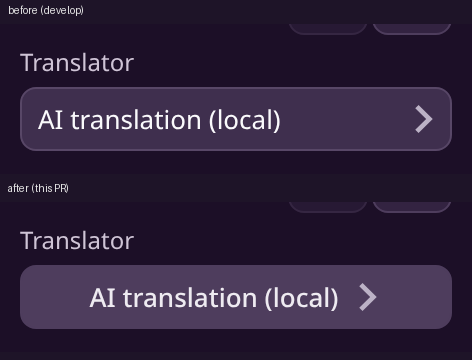 before (develop)
Translator
AI translation (local)
after (this PR)
Translator
AI translation (local)